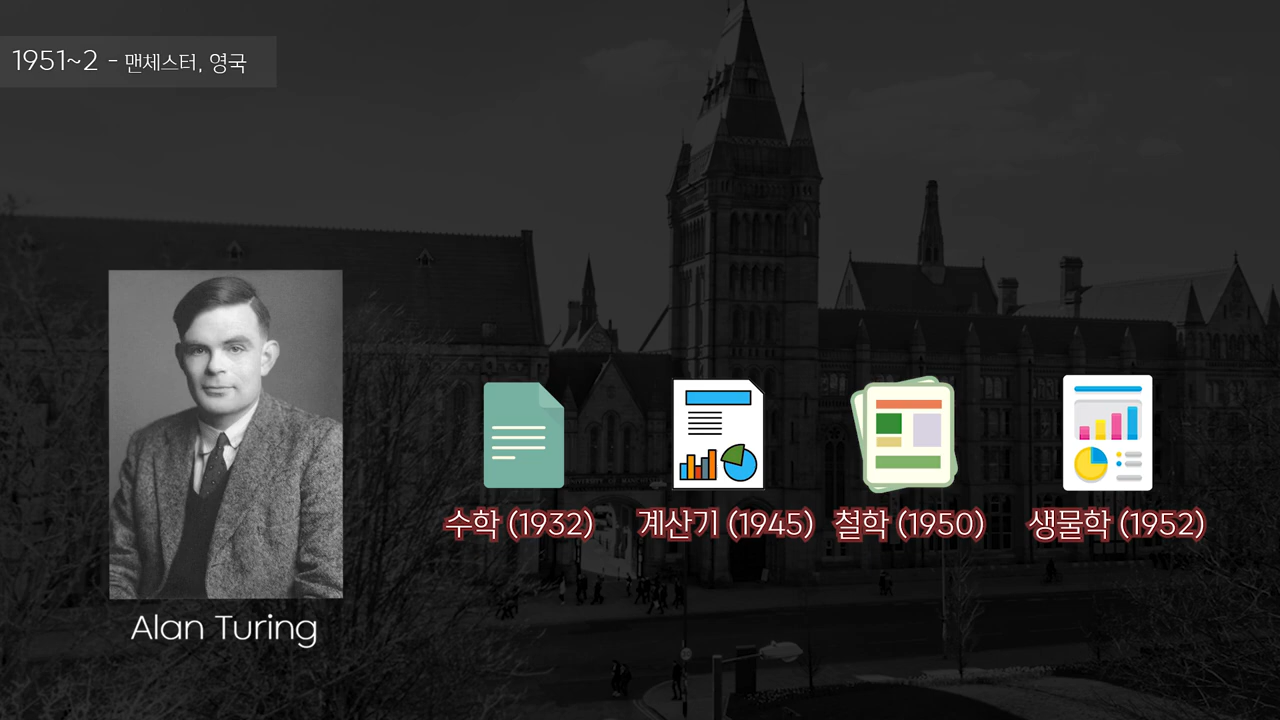 1951~2 - 맨체스터, 영국
수학 (1932)
계산기 (1945)
철학 (1950)
생물학 (1952)
Alan Turing